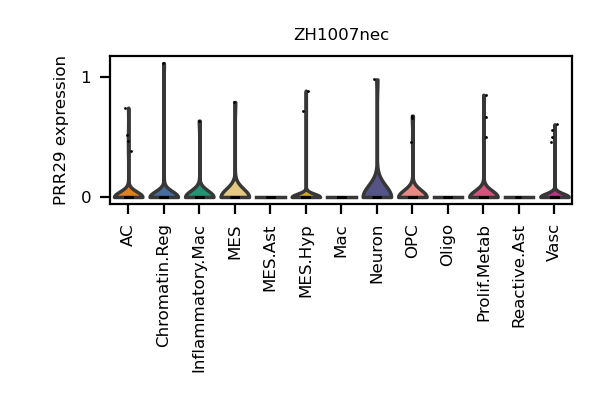 ZH1007nec
PRR29 expression
1
0
AC
Chromatin.Reg
Inflammatory.Mac
MES
MES.Ast
MES.Hyp
Mac
Neuron
OPC
Oligo
Prolif.Metab
Reactive.Ast
Vasc